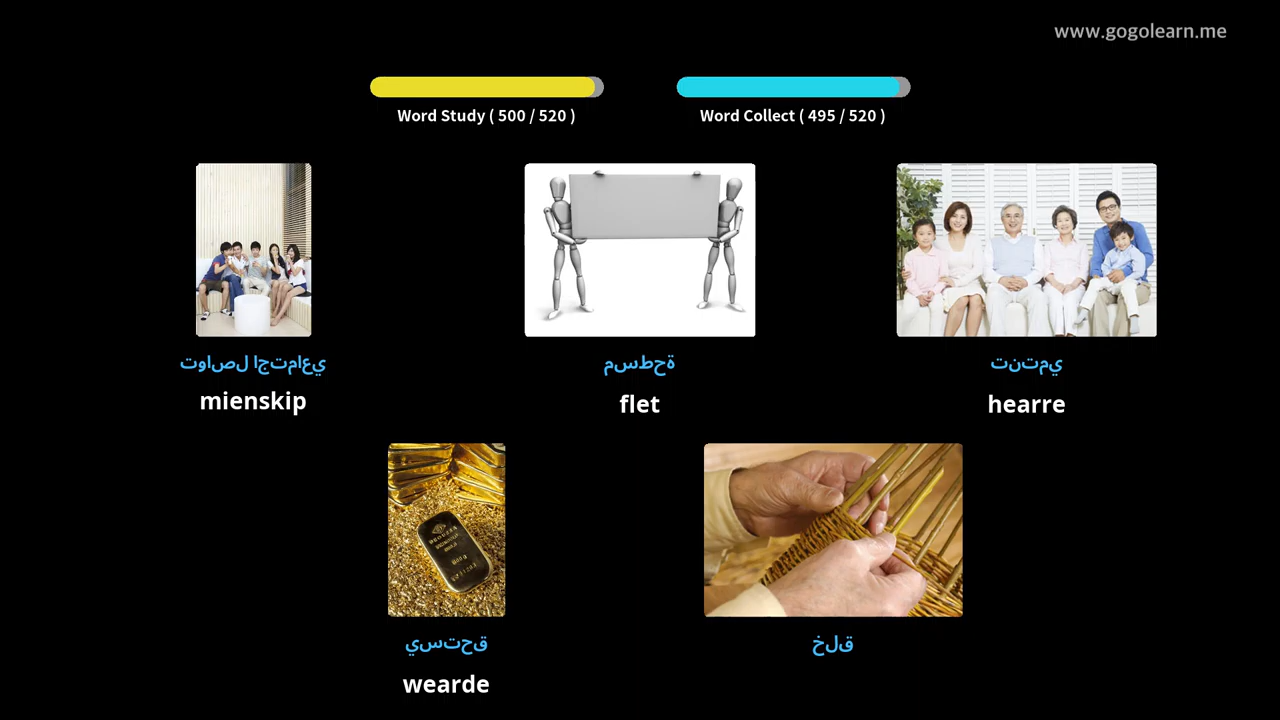 www.gogolearn.me
Word Study ( 500 / 520 )
Word Collect ( 495 / 520 )
تواصل اجتماعي
mienskip
مسطحة
flet
تنتمي
hearre
يستحق
wearde
خلق